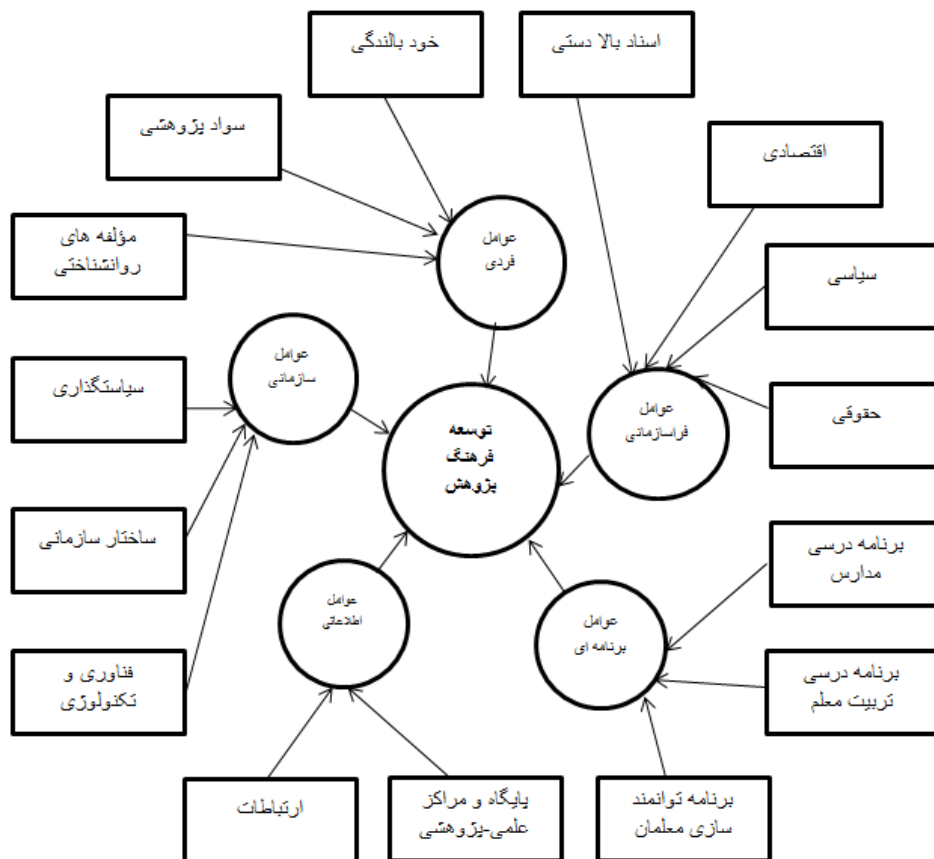 اسناد بالا دستی
خود بالندگی
سواد پژوهشی
اقتصادی
مؤلفه های
روانشناختی
عوامل
فردی
سیاسی
سیاستگذاری
عوامل
سازمانی
توسعه
فرهنگ
پژوهش
عوامل
فراسازمانی
حقوقی
ساختار سازمانی
عوامل
اطلاعاتی
عوامل
برنامه ای
برنامه درسی
مدارس
فناوری و
تکنولوژی
برنامه درسی
تربیت معلم
ارتباطات
پایگاه و مراکز
علمی-پژوهشی
برنامه توانمند
سازی معلمان